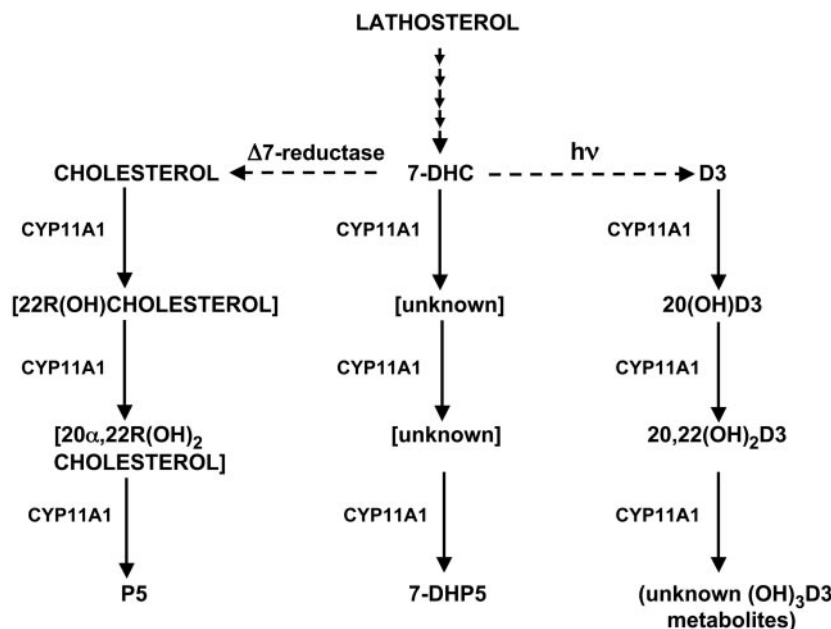 LATHOSTEROL
Δ7-reductase
hν
CHOLESTEROL
7-DHC
D3
CYP11A1
CYP11A1
CYP11A1
[22R(OH)CHOLESTEROL]
[unknown]
20(OH)D3
CYP11A1
CYP11A1
CYP11A1
[20α,22R(OH)₂
CHOLESTEROL]
[unknown]
20,22(OH)₂D3
CYP11A1
CYP11A1
CYP11A1
P5
7-DHP5
(unknown (OH)₃D3
metabolites)